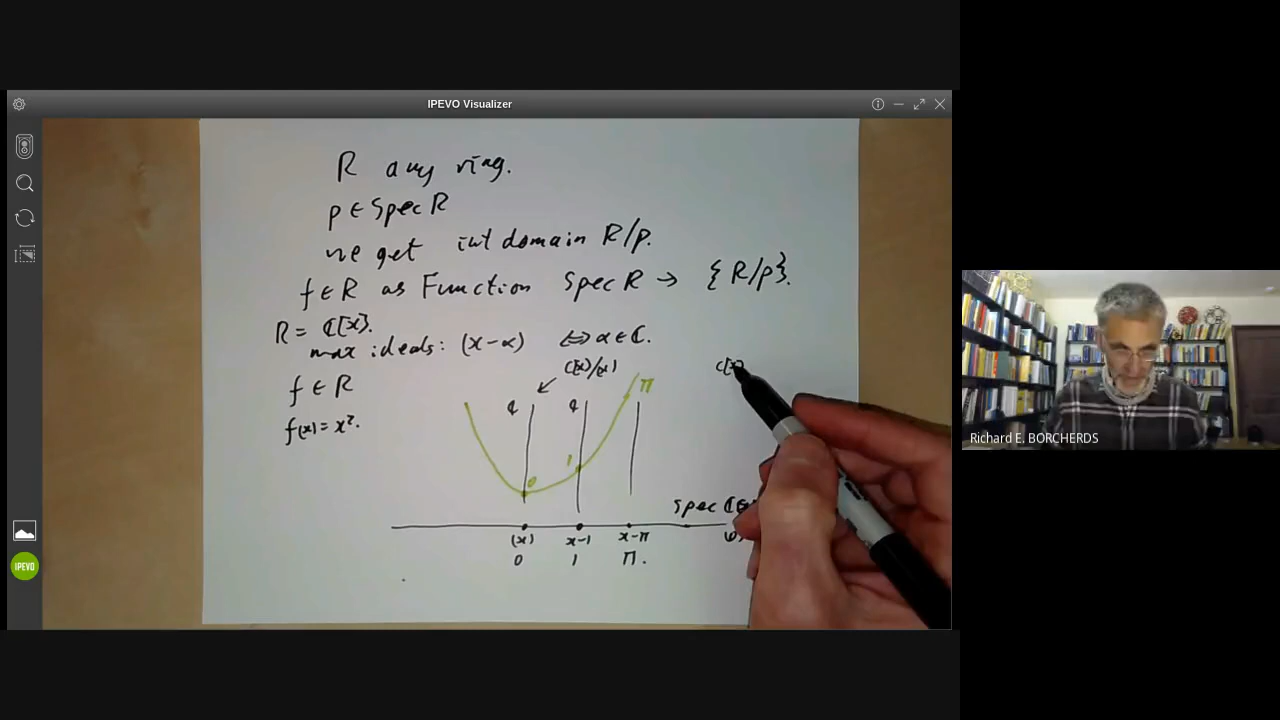 IPEVO Visualizer
R any ring.
p ∈ Spec R
we get int domain R/p.
f ∈ R as Function Spec R → {R/p}.
R = ℂ[x].
max ideals: (x-α) ⟺ α ∈ ℂ.
ℂ[x]/(x) C[x]
f ∈ R
f(x) = x².
0 1 π
Spec
(x) x-1 x-π
0 1 π.
IPEVO
Richard E. BORCHERDS